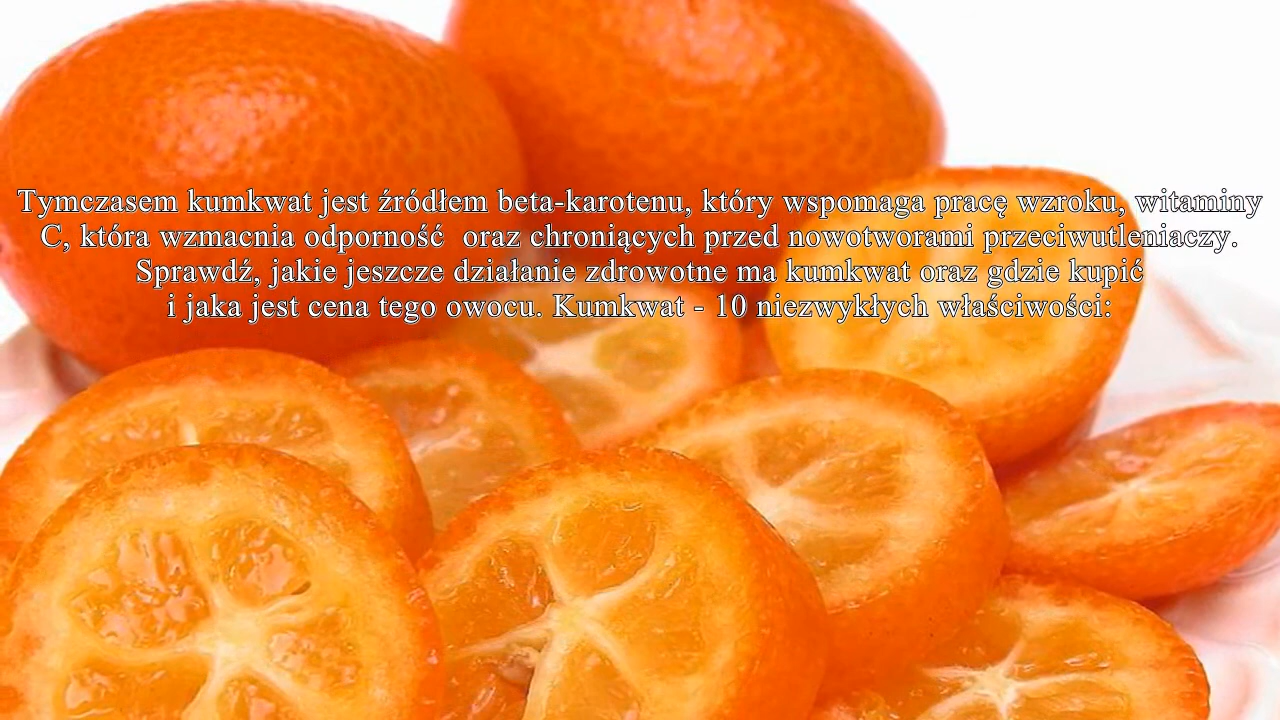 Tymczasem kumkwat jest źródłem beta-karotenu, który wspomaga pracę wzroku, witaminy
C, która wzmacnia odporność  oraz chroniących przed nowotworami przeciwutleniaczy.
Sprawdź, jakie jeszcze działanie zdrowotne ma kumkwat oraz gdzie kupić
i jaka jest cena tego owocu. Kumkwat - 10 niezwykłych właściwości: